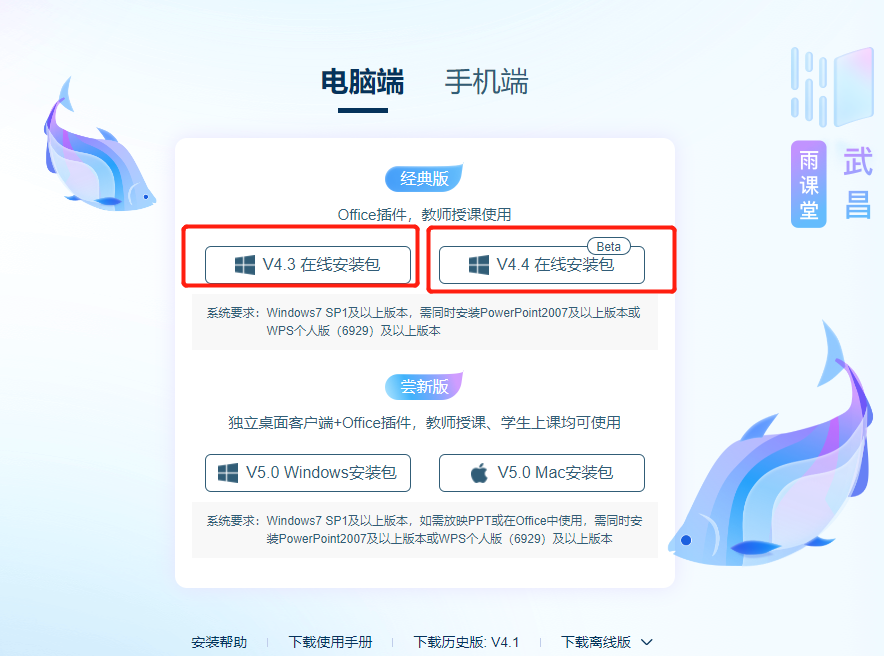 电脑端 手机端
雨课堂
武昌
经典版
Office插件，教师授课使用
V4.3 在线安装包
V4.4 在线安装包 Beta
系统要求：Windows7 SP1及以上版本，需同时安装PowerPoint2007及以上版本或
WPS个人版（6929）及以上版本
尝新版
独立桌面客户端+Office插件，教师授课、学生上课均可使用
V5.0 Windows安装包
V5.0 Mac安装包
系统要求：Windows7 SP1及以上版本，如需放映PPT或在Office中使用，需同时安
装PowerPoint2007及以上版本或WPS个人版（6929）及以上版本
安装帮助 下载使用手册 下载历史版: V4.1 下载离线版